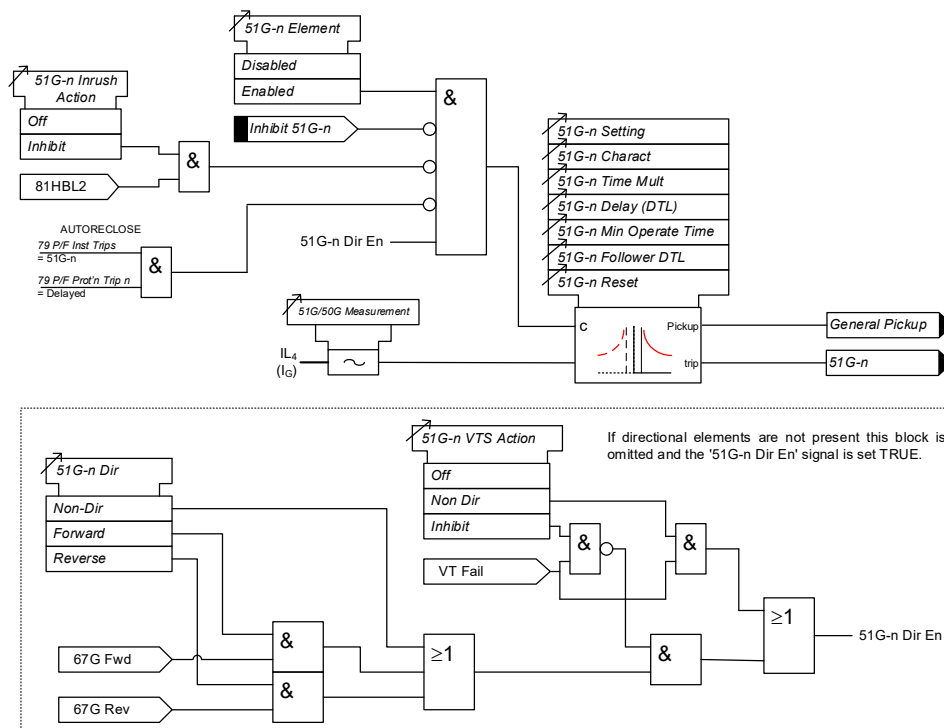 51G-n Element
Disabled
Enabled
51G-n Inrush
Action
Off
Inhibit
81HBL2
&
Inhibit 51G-n
&
AUTORECLOSE
79 P/F Inst Trips
= 51G-n
79 P/F Prot'n Trip n
= Delayed
&
51G-n Dir En
51G-n Setting
51G-n Charact
51G-n Time Mult
51G-n Delay (DTL)
51G-n Min Operate Time
51G-n Follower DTL
51G-n Reset
51G/50G Measurement
IL4
(IG)
c
Pickup
trip
General Pickup
51G-n
51G-n VTS Action
Off
Non Dir
Inhibit
VT Fail
&
&
If directional elements are not present this block is
omitted and the '51G-n Dir En' signal is set TRUE.
51G-n Dir
Non-Dir
Forward
Reverse
67G Fwd
67G Rev
&
&
≥1
&
≥1
51G-n Dir En